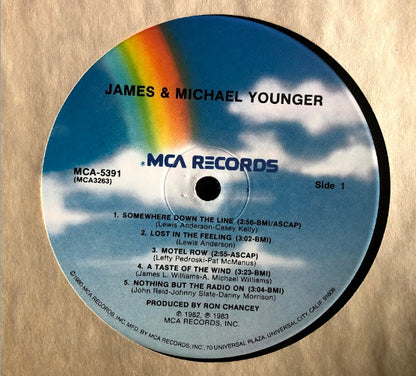 JAMES & MICHAEL YOUNGER
MCA RECORDS
MCA-5391
(MCA3263)
Side 1
1. SOMEWHERE DOWN THE LINE (2:56-BMI/ASCAP)
(Lewis Anderson-Casey Kelly)
2. LOST IN THE FEELING (3:02-BMI)
(Lewis Anderson)
3. MOTEL ROW (2:55-ASCAP)
(Lefty Pedroski-Pat McManus)
4. A TASTE OF THE WIND (3:23-BMI)
(James L. Williams-A. Michael Williams)
5. NOTHING BUT THE RADIO ON (3:04-BMI)
(John Reid-Johnny Slate-Danny Morrison)
PRODUCED BY RON CHANCEY
℗ 1982, ℗ 1983
MCA RECORDS, INC.
© 1980 MCA RECORDS, INC. MFG. BY MCA RECORDS, INC., 70 UNIVERSAL PLAZA, UNIVERSAL CITY, CALIF. 91608